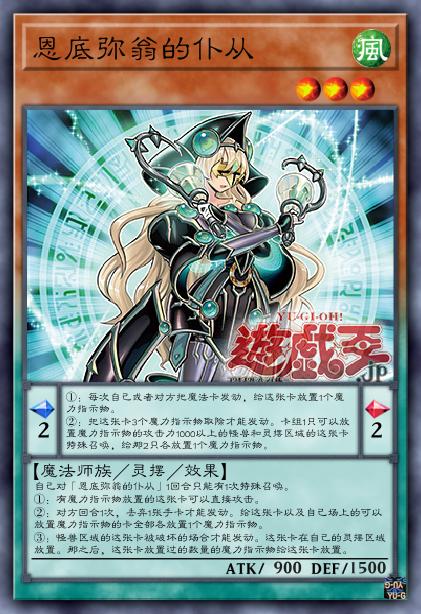 恩底弥翁的仆从
風
YU-GI-OH!
遊戯王
.jp
①：每次自己或者对方把魔法卡发动，给这张卡放置1个魔
力指示物。
②：把这张卡3个魔力指示物取除才能发动。卡组1只可以放
置魔力指示物的攻击力1000以上的怪兽和灵摆区域的这张卡
特殊召唤，给那2只各放置1个魔力指示物。
2
2
【魔法师族／灵摆／效果】
自己对「恩底弥翁的仆从」1回合只能有1次特殊召唤。
①：有魔力指示物放置的这张卡可以直接攻击。
②：对方回合1次，丢弃1张手卡才能发动。给这张卡以及自己场上的可以
放置魔力指示物的卡全部各放置1个魔力指示物。
③：怪兽区域的这张卡被破坏的场合才能发动。这张卡在自己的灵摆区域
放置。那之后，这张卡放置过的数量的魔力指示物给这张卡放置。
ATK/ 900 DEF/1500